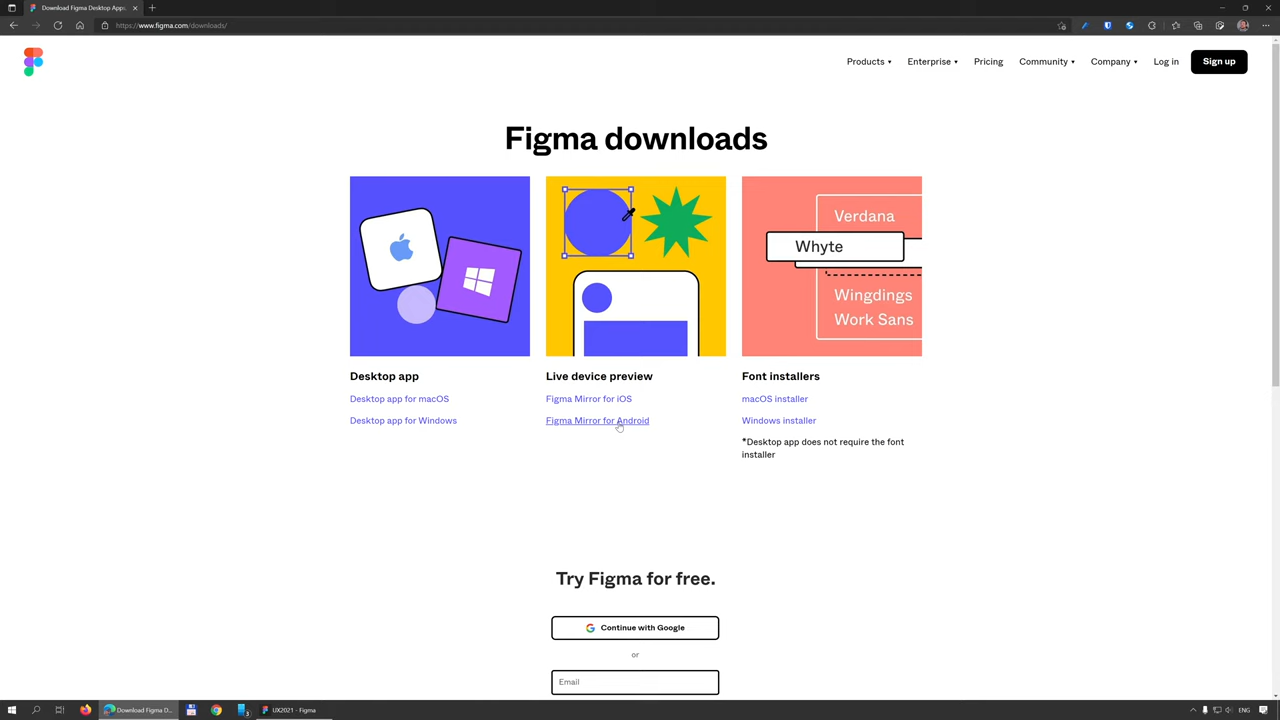 Download Figma Desktop Apps
https://www.figma.com/downloads/
Products
Enterprise
Pricing
Community
Company
Log in
Sign up
Figma downloads
Verdana
Whyte
Wingdings
Work Sans
Desktop app
Desktop app for macOS
Desktop app for Windows
Live device preview
Figma Mirror for iOS
Figma Mirror for Android
Font installers
macOS installer
Windows installer
*Desktop app does not require the font
installer
Try Figma for free.
Continue with Google
or
Email
Download Figma D...
3
UX2021 - Figma
ENG